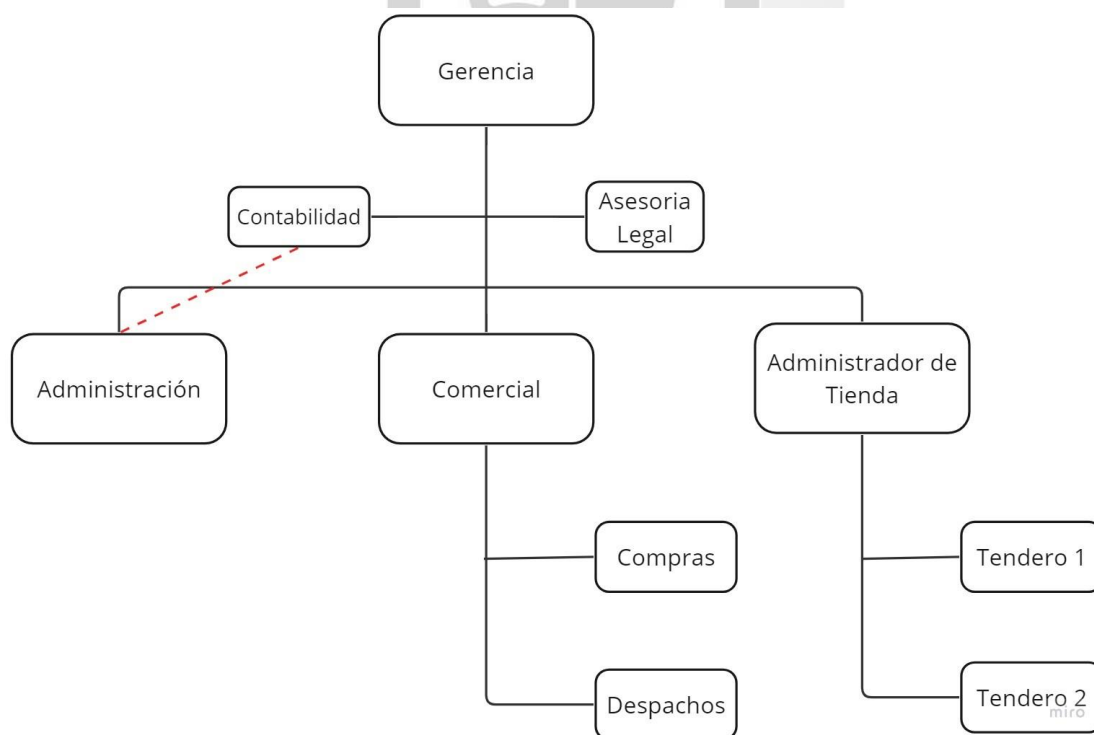 Gerencia
Contabilidad
Asesoria
Legal
Administración
Comercial
Administrador de
Tienda
Compras
Tendero 1
Despachos
Tendero 2
miro